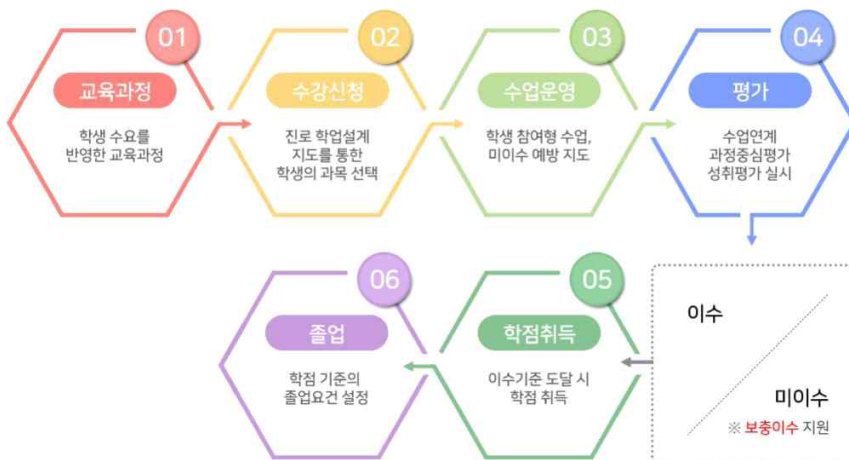 01
교육과정
학생 수요를
반영한 교육과정
02
수강신청
진로 학업설계
지도를 통한
학생의 과목 선택
03
수업운영
학생 참여형 수업,
미이수 예방 지도
04
평가
수업연계
과정중심평가
성취평가 실시
이수
미이수
※ 보충이수 지원
05
학점취득
이수기준 도달 시
학점 취득
06
졸업
학점 기준의
졸업요건 설정